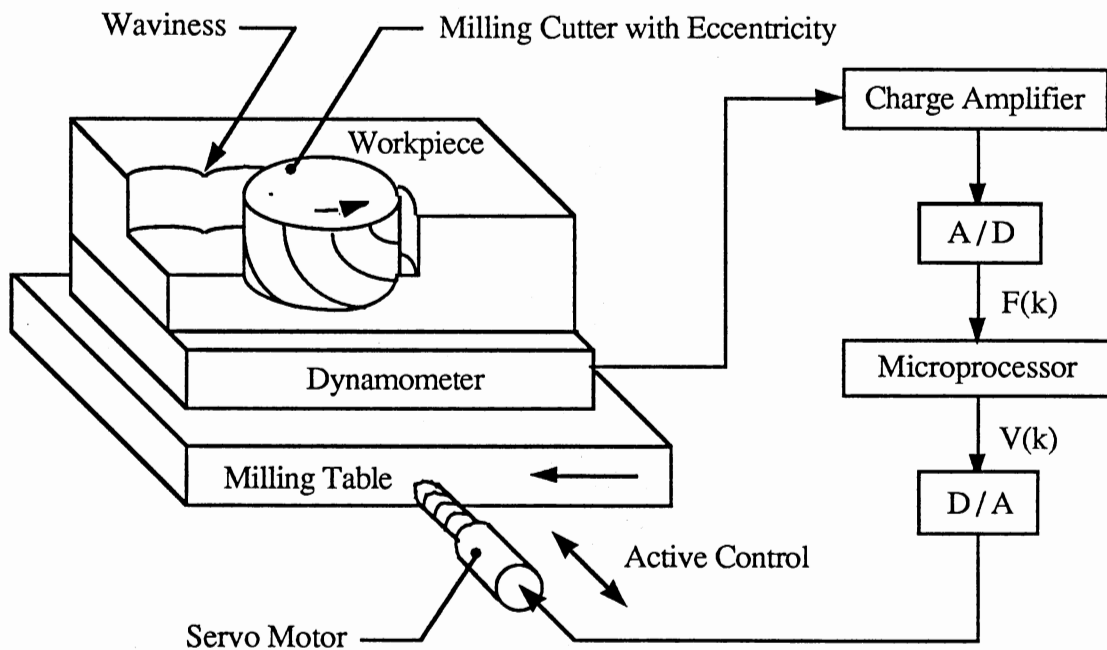 Waviness
Milling Cutter with Eccentricity
Charge Amplifier
Workpiece
A/D
F(k)
Dynamometer
Microprocessor
V(k)
Milling Table
D/A
Active Control
Servo Motor